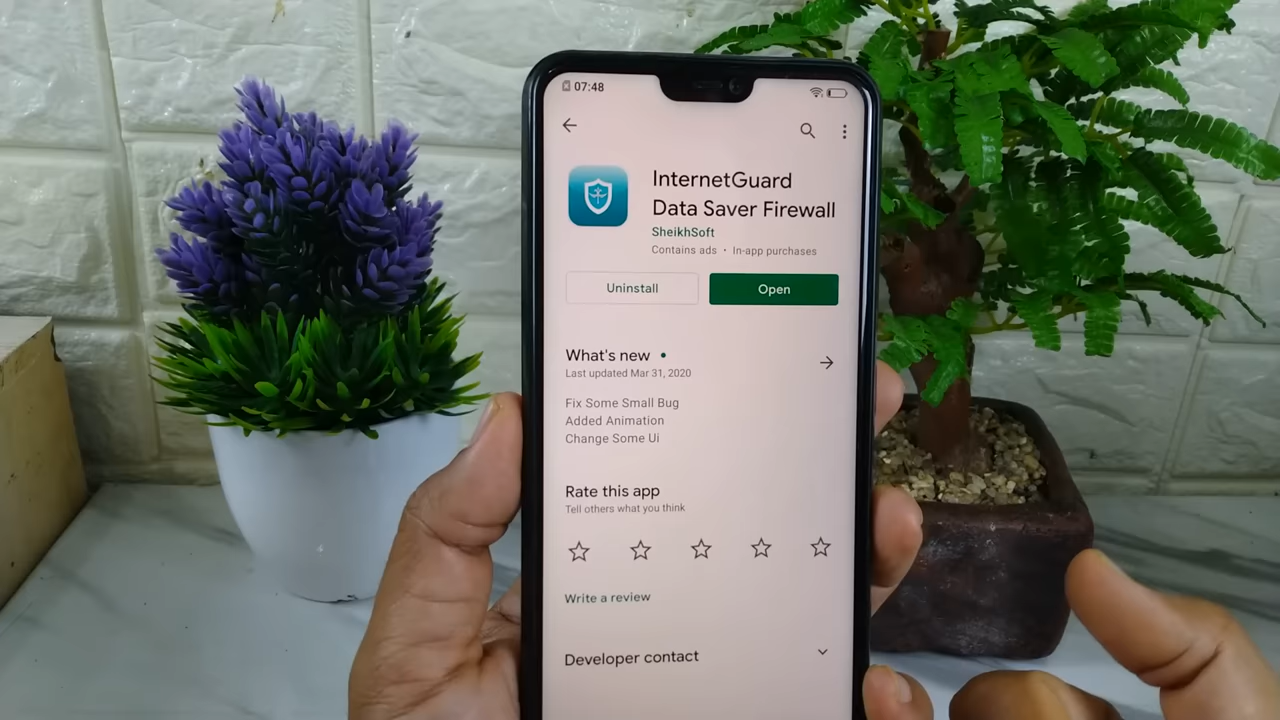 07:48
InternetGuard
Data Saver Firewall
SheikhSoft
Contains ads • In-app purchases
Uninstall
Open
What's new •
Last updated Mar 31, 2020
Fix Some Small Bug
Added Animation
Change Some Ui
Rate this app
Tell others what you think
Write a review
Developer contact